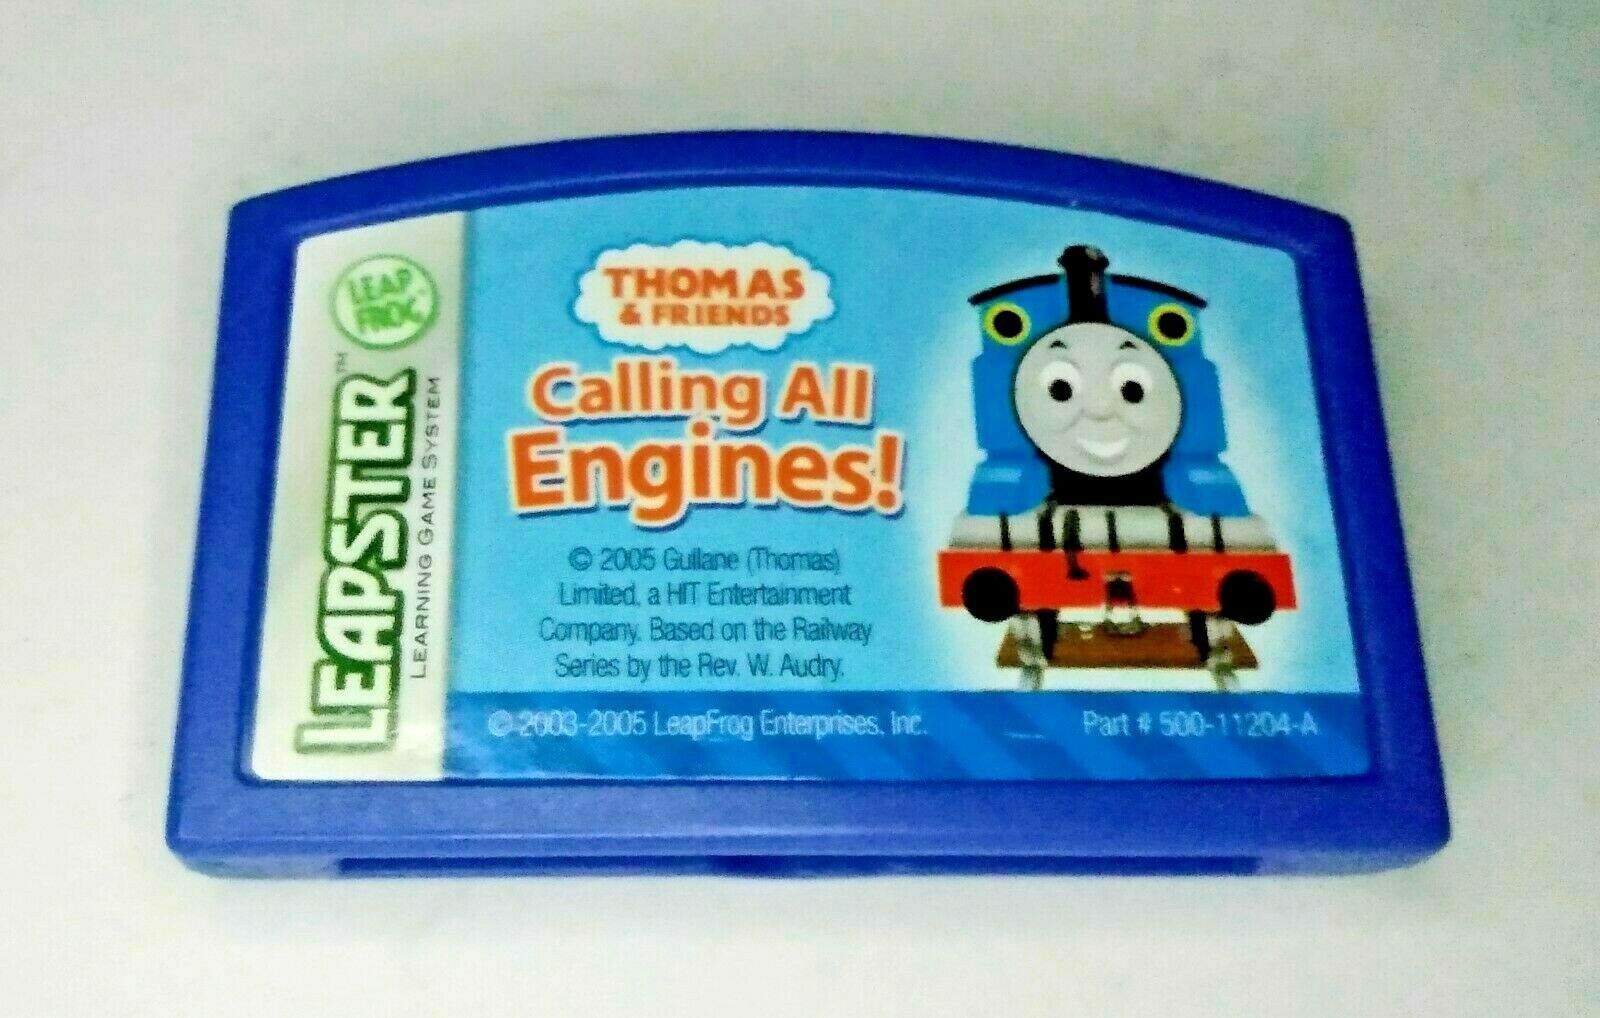 LEAP
FROG
LEAPSTER™
LEARNING GAME SYSTEM
THOMAS
& FRIENDS
Calling All
Engines!
© 2005 Gullane (Thomas)
Limited, a HIT Entertainment
Company. Based on the Railway
Series by the Rev. W. Audry.
© 2003-2005 LeapFrog Enterprises, Inc.
Part # 500-11204-A